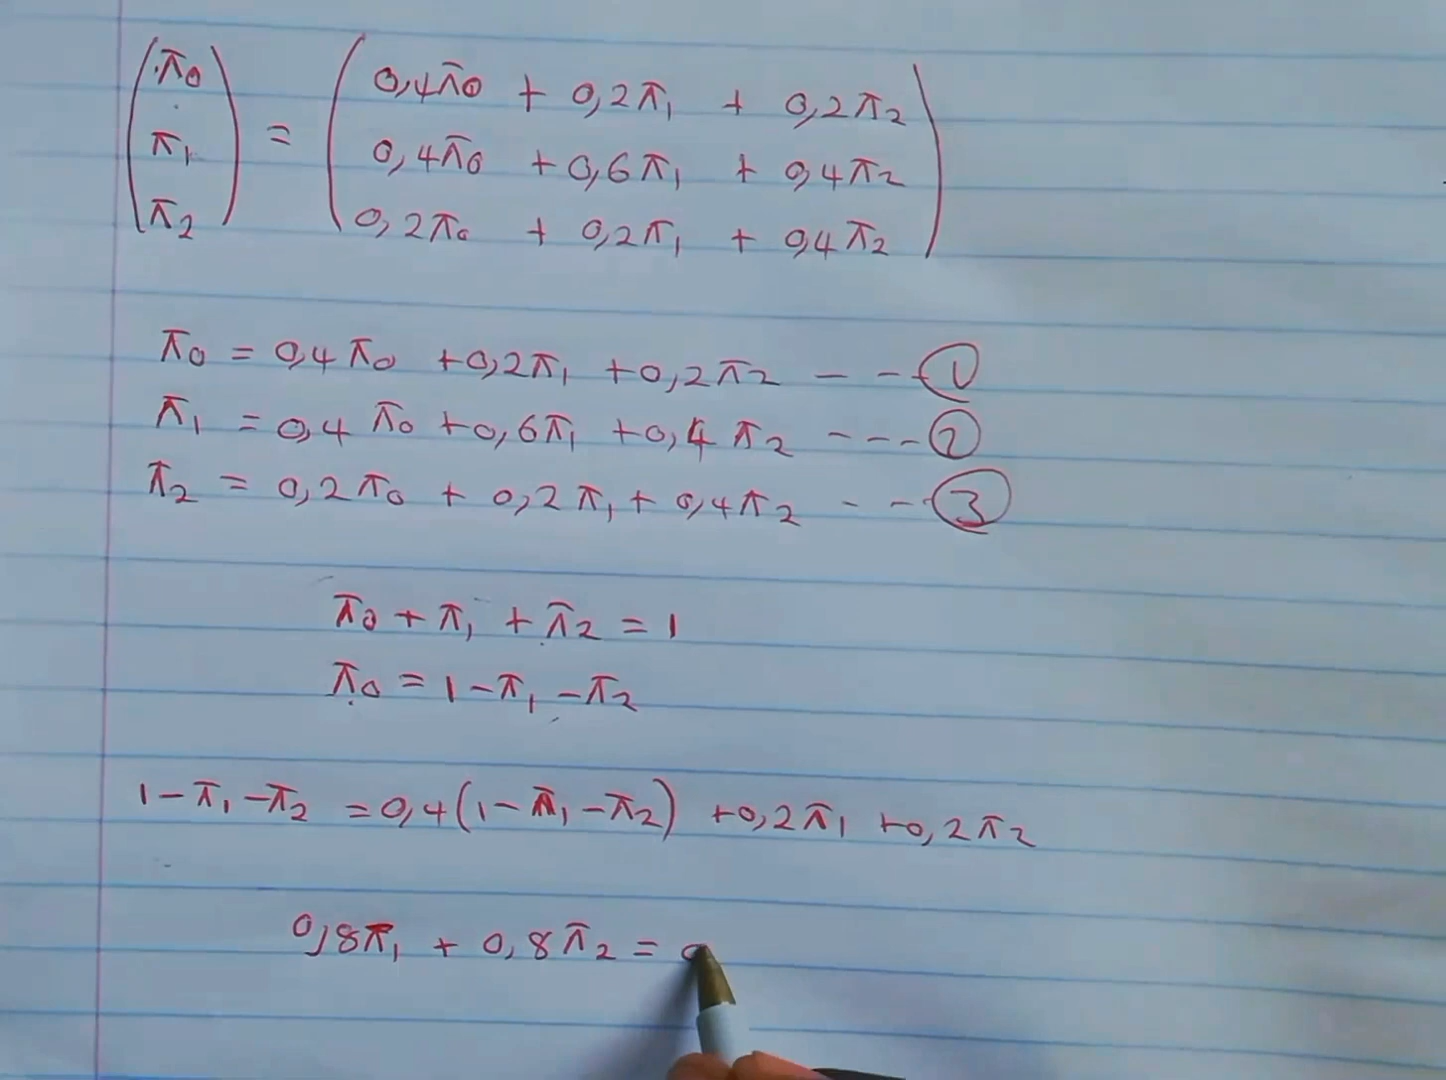 (π0) = (0,4π0 + 0,2π1 + 0,2π2)
(π1) = (0,4π0 + 0,6π1 + 0,4π2)
(π2) = (0,2π0 + 0,2π1 + 0,4π2)
π0 = 0,4π0 + 0,2π1 + 0,2π2 - - - ①
π1 = 0,4π0 + 0,6π1 + 0,4π2 - - - ②
π2 = 0,2π0 + 0,2π1 + 0,4π2 - - - ③
π0 + π1 + π2 = 1
π0 = 1 - π1 - π2
1 - π1 - π2 = 0,4(1 - π1 - π2) + 0,2π1 + 0,2π2
0,8π1 + 0,8π2 = 0